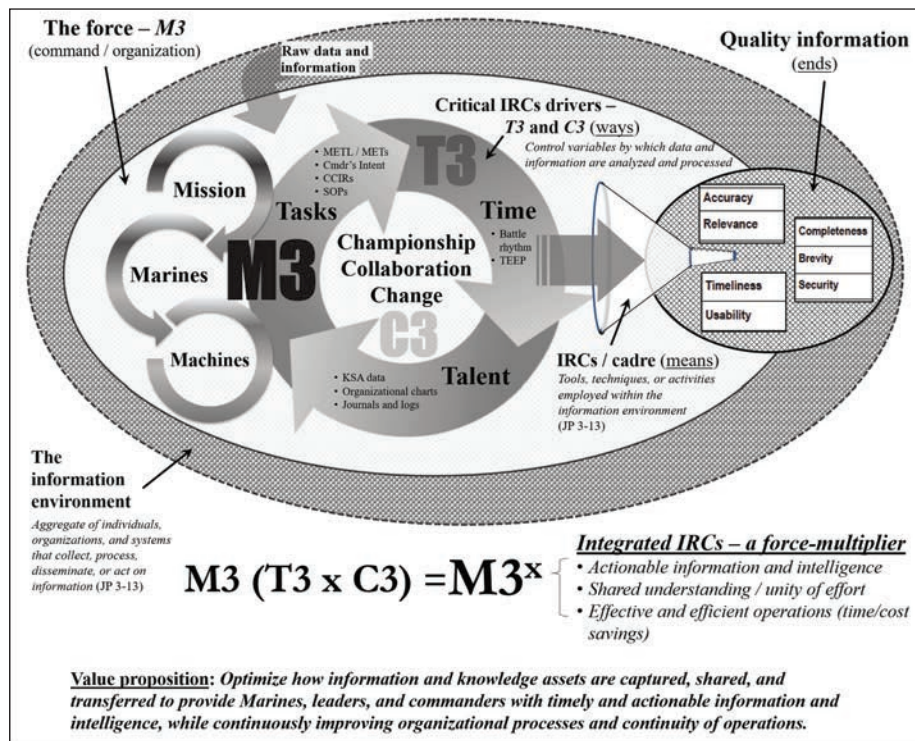 The force – M3
(command / organization)
Raw data and
information
Quality information
(ends)
Critical IRCs drivers –
T3 and C3 (ways)
Control variables by which data and
information are analyzed and processed
Mission
Marines
Machines
M3
Tasks
• METL / METs
• Cmdr's Intent
• CCIRs
• SOPs
T3
Time
• Battle
rhythm
• TEEP
Championship
Collaboration
Change
C3
Talent
• KSA data
• Organizational charts
• Journals and logs
Accuracy
Relevance
Completeness
Brevity
Security
Timeliness
Usability
IRCs / cadre (means)
Tools, techniques, or activities
employed within the
information environment
(JP 3-13)
The
information
environment
Aggregate of individuals,
organizations, and systems
that collect, process,
disseminate, or act on
information (JP 3-13)
M3 (T3 x C3) =M3x
Integrated IRCs – a force-multiplier
• Actionable information and intelligence
• Shared understanding / unity of effort
• Effective and efficient operations (time/cost
savings)
Value proposition: Optimize how information and knowledge assets are captured, shared, and
transferred to provide Marines, leaders, and commanders with timely and actionable information and
intelligence, while continuously improving organizational processes and continuity of operations.